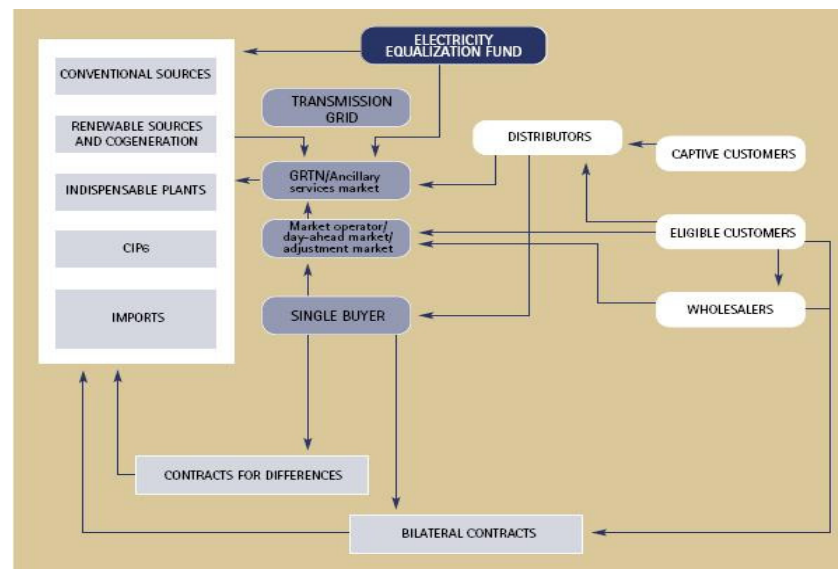 ELECTRICITY
EQUALIZATION FUND
CONVENTIONAL SOURCES
TRANSMISSION
GRID
RENEWABLE SOURCES
AND COGENERATION
DISTRIBUTORS
CAPTIVE CUSTOMERS
GRTN/Ancillary
services market
INDISPENSABLE PLANTS
Market operator/
day-ahead market/
adjustment market
ELIGIBLE CUSTOMERS
CIP6
IMPORTS
SINGLE BUYER
WHOLESALERS
CONTRACTS FOR DIFFERENCES
BILATERAL CONTRACTS